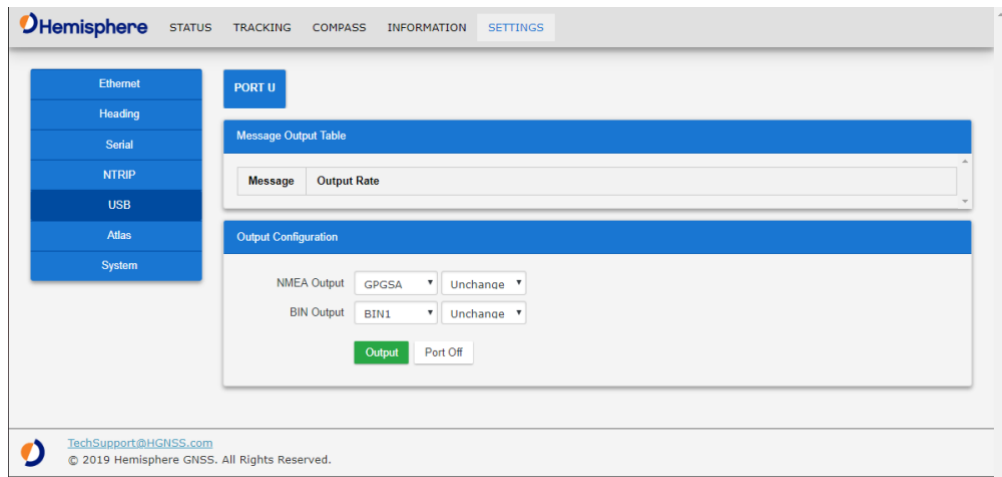 Hemisphere STATUS TRACKING COMPASS INFORMATION SETTINGS
Ethernet
Heading
Serial
NTRIP
USB
Atlas
System
PORT U
Message Output Table
Message Output Rate
Output Configuration
NMEA Output GPGSA Unchange
BIN Output BIN1 Unchange
Output Port Off
TechSupport@HGNSS.com
© 2019 Hemisphere GNSS. All Rights Reserved.